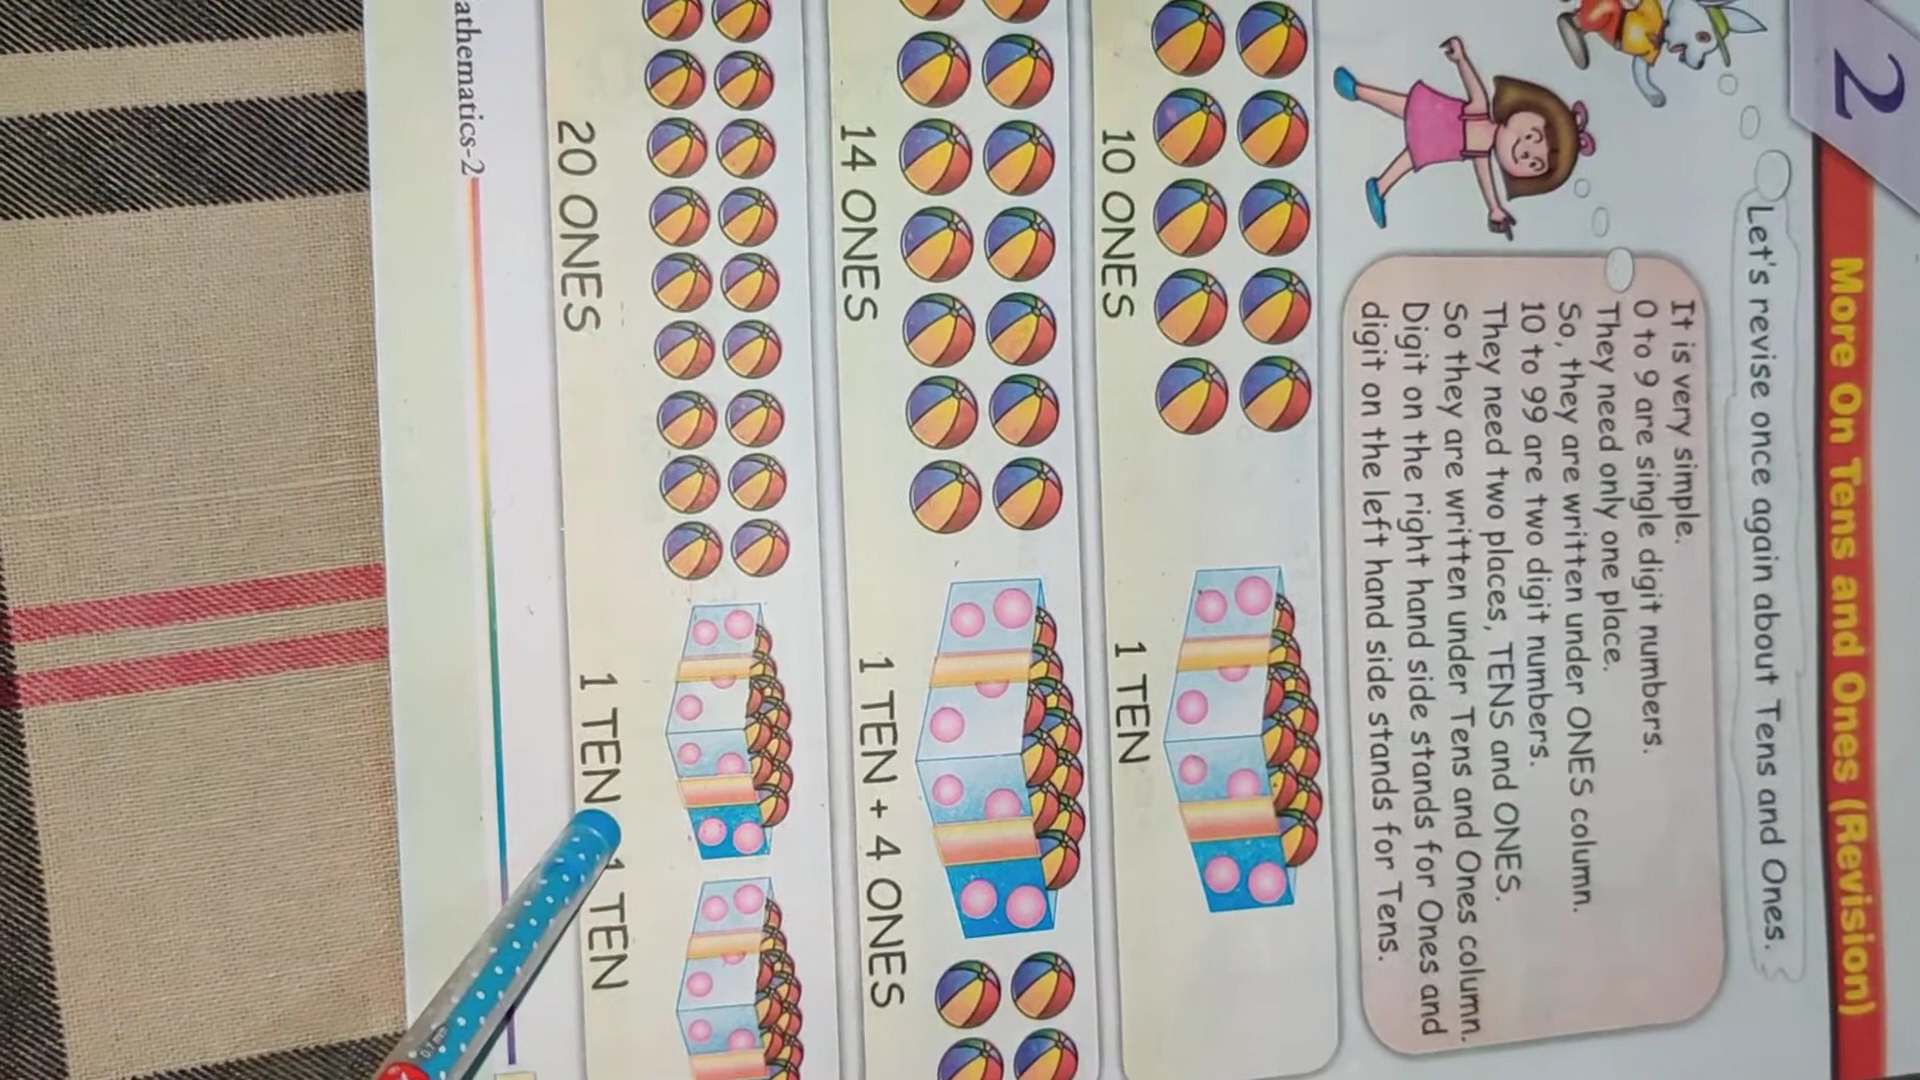 2
More On Tens and Ones (Revision)
Let's revise once again about Tens and Ones.
It is very simple.
0 to 9 are single digit numbers.
They need only one place.
So, they are written under ONES column.
10 to 99 are two digit numbers.
They need two places, TENS and ONES.
So they are written under Tens and Ones column.
Digit on the right hand side stands for Ones and
digit on the left hand side stands for Tens.
10 ONES 1 TEN
14 ONES 1 TEN + 4 ONES
20 ONES 1 TEN 1 TEN
athematics-2
0.7 mm